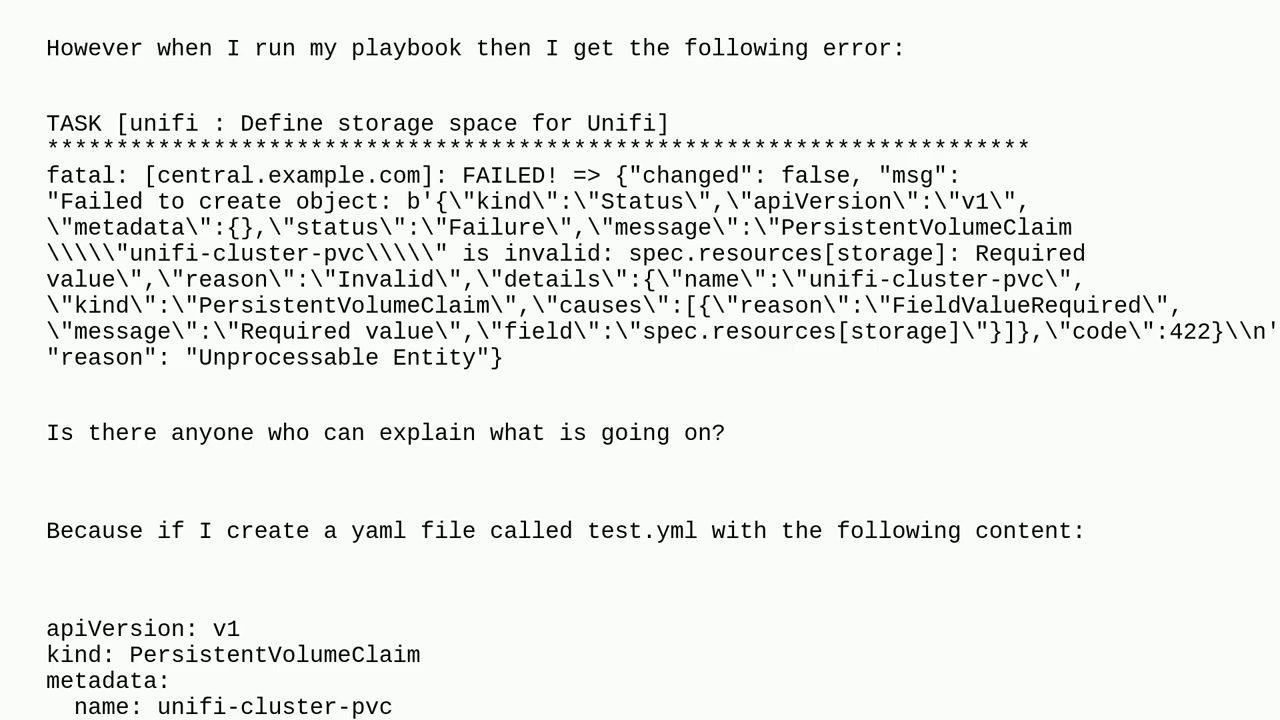 However when I run my playbook then I get the following error:
TASK [unifi : Define storage space for Unifi]
***********************************************************************
fatal: [central.example.com]: FAILED! => {"changed": false, "msg":
"Failed to create object: b'{\"kind\":\"Status\",\"apiVersion\":\"v1\",
\"metadata\":{},\"status\":\"Failure\",\"message\":\"PersistentVolumeClaim
\\\\\"unifi-cluster-pvc\\\\\" is invalid: spec.resources[storage]: Required
value\",\"reason\":\"Invalid\",\"details\":{\"name\":\"unifi-cluster-pvc\",
\"kind\":\"PersistentVolumeClaim\",\"causes\":[{\"reason\":\"FieldValueRequired\",
\"message\":\"Required value\",\"field\":\"spec.resources[storage]\"}]},\"code\":422}\\n'
"reason": "Unprocessable Entity"}
Is there anyone who can explain what is going on?
Because if I create a yaml file called test.yml with the following content:
apiVersion: v1
kind: PersistentVolumeClaim
metadata:
  name: unifi-cluster-pvc